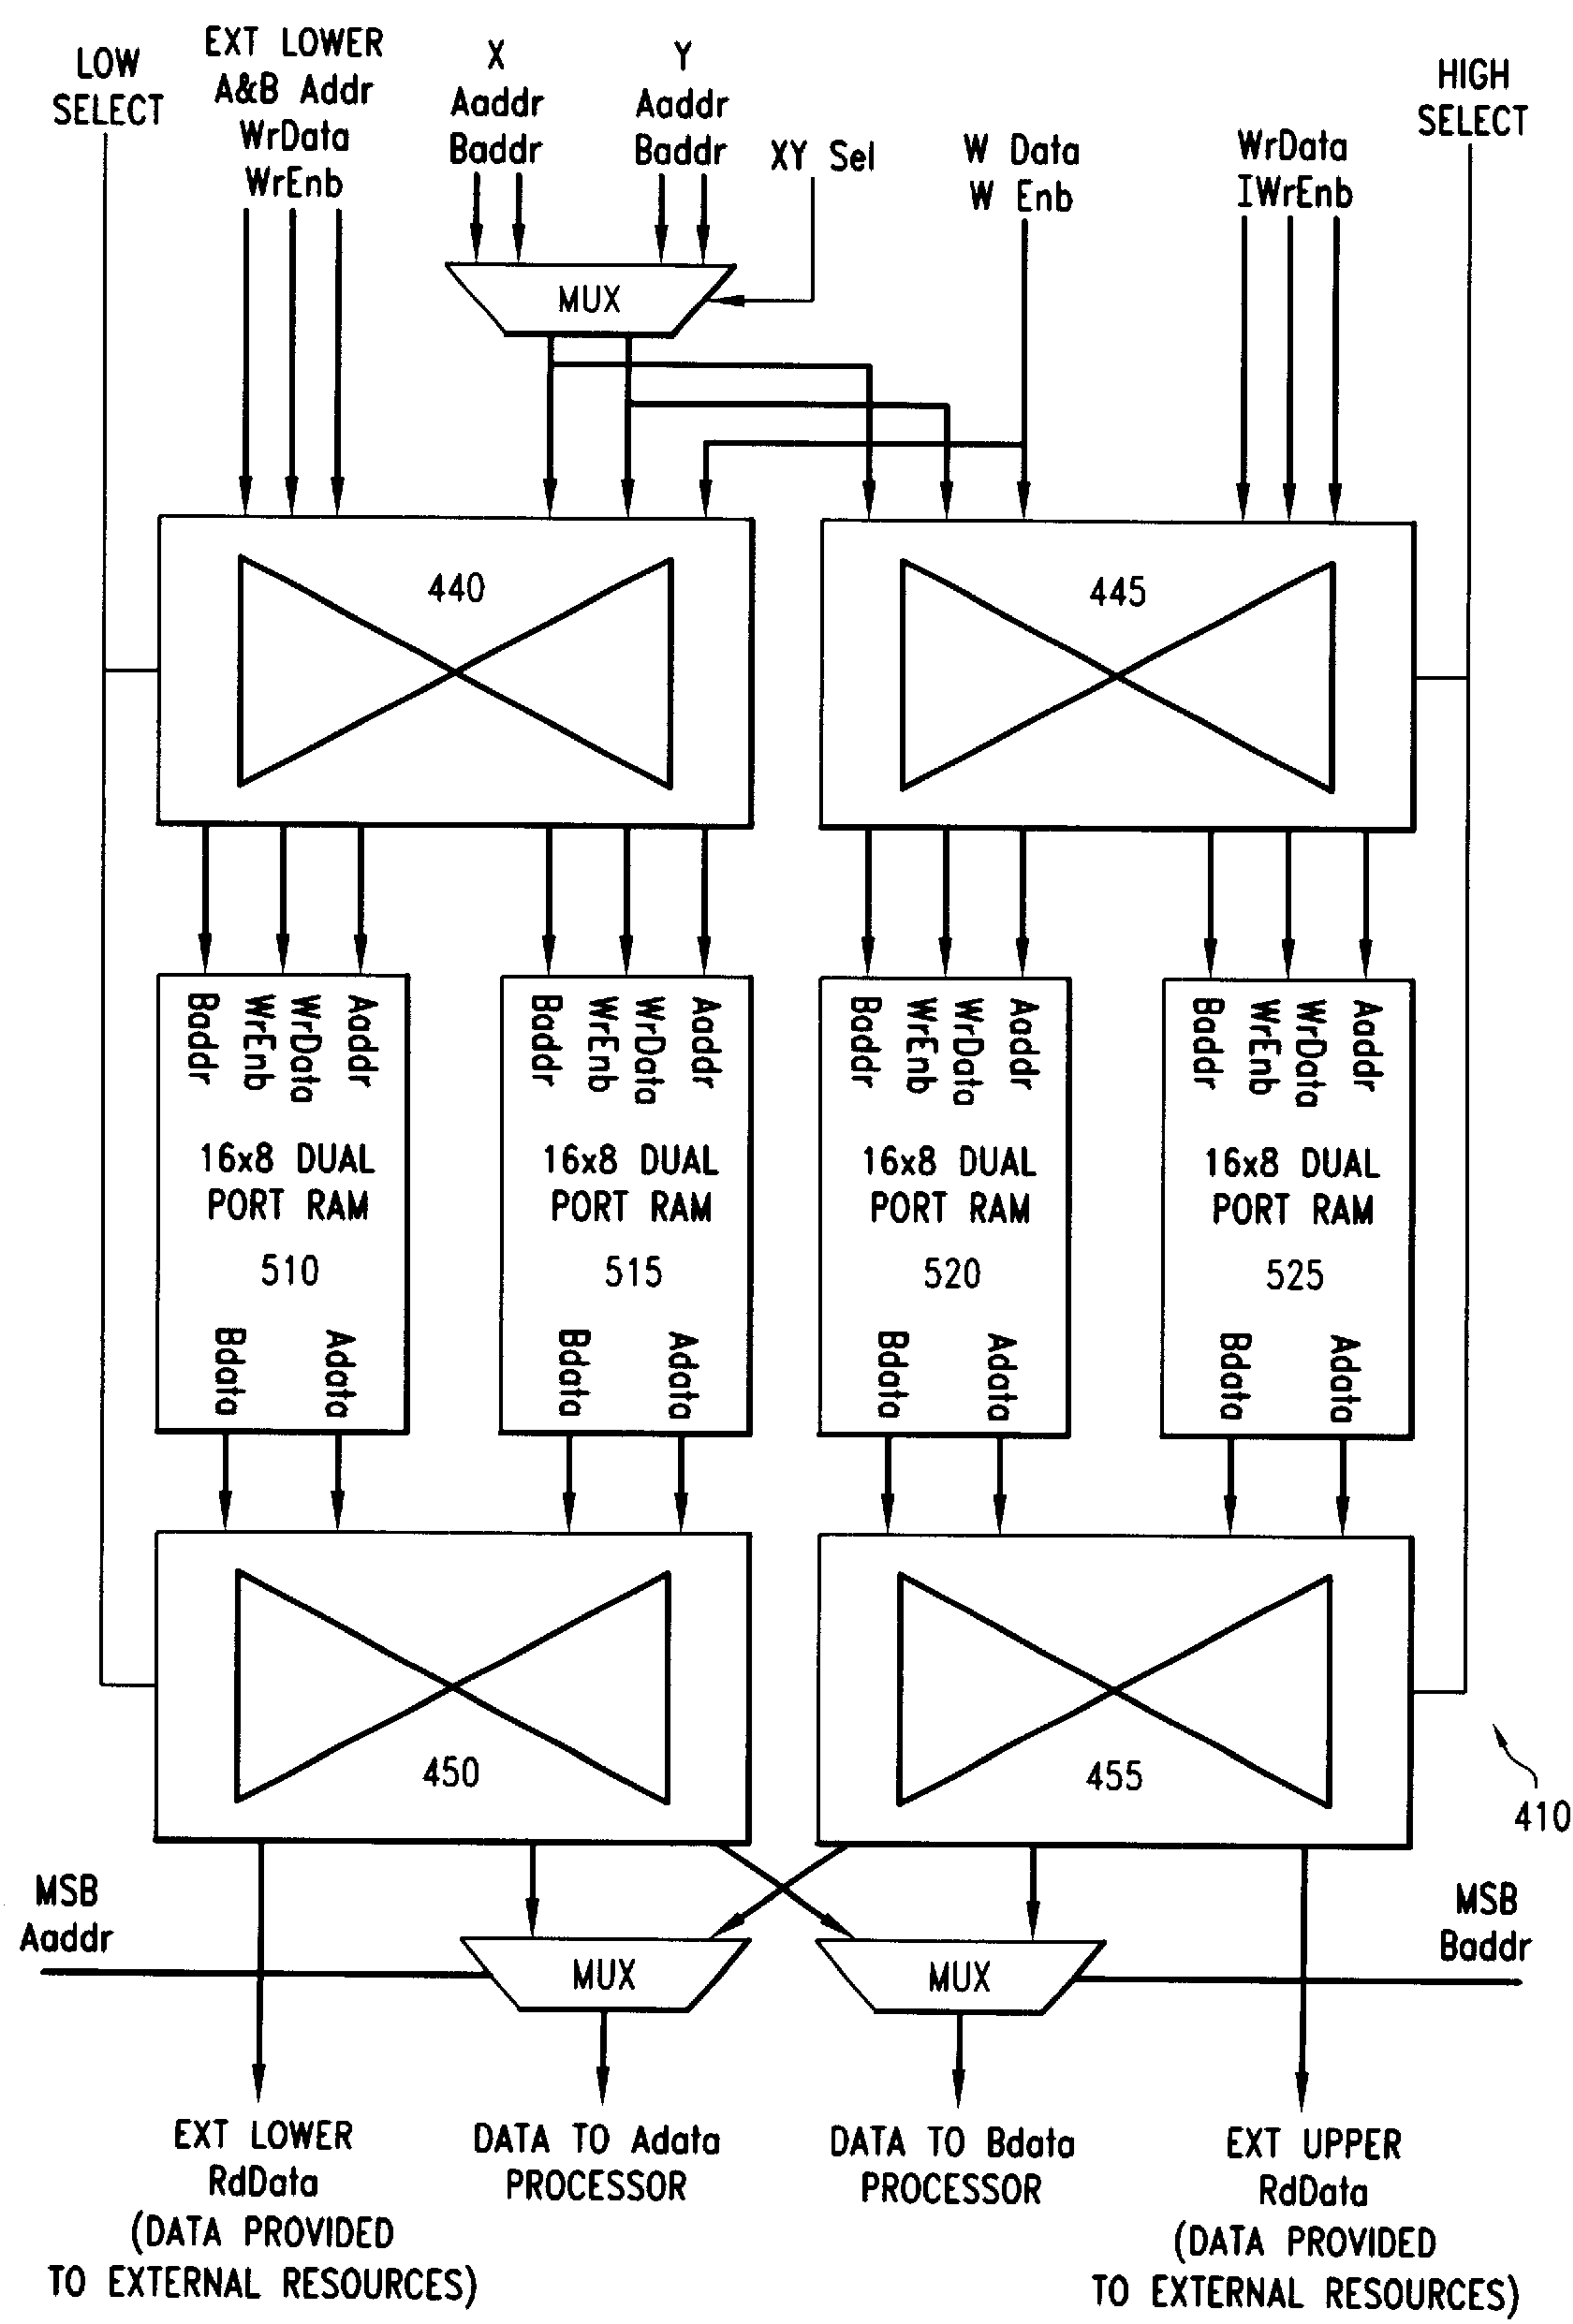 LOW
SELECT
EXT LOWER
A&B Addr
WrData
WrEnb
X
Aaddr
Baddr
Y
Aaddr
Baddr
XY Sel
W Data
W Enb
WrData
IWrEnb
HIGH
SELECT
MUX
440
445
Baddr
WrEnb
WrData
Aaddr
16x8 DUAL
PORT RAM
510
Bdata
Adata
Baddr
WrEnb
WrData
Aaddr
16x8 DUAL
PORT RAM
515
Bdata
Adata
Baddr
WrEnb
WrData
Aaddr
16x8 DUAL
PORT RAM
520
Bdata
Adata
Baddr
WrEnb
WrData
Aaddr
16x8 DUAL
PORT RAM
525
Bdata
Adata
450
455
410
MSB
Aaddr
MUX
MUX
MSB
Baddr
EXT LOWER
RdData
(DATA PROVIDED
TO EXTERNAL RESOURCES)
DATA TO Adata
PROCESSOR
DATA TO Bdata
PROCESSOR
EXT UPPER
RdData
(DATA PROVIDED
TO EXTERNAL RESOURCES)